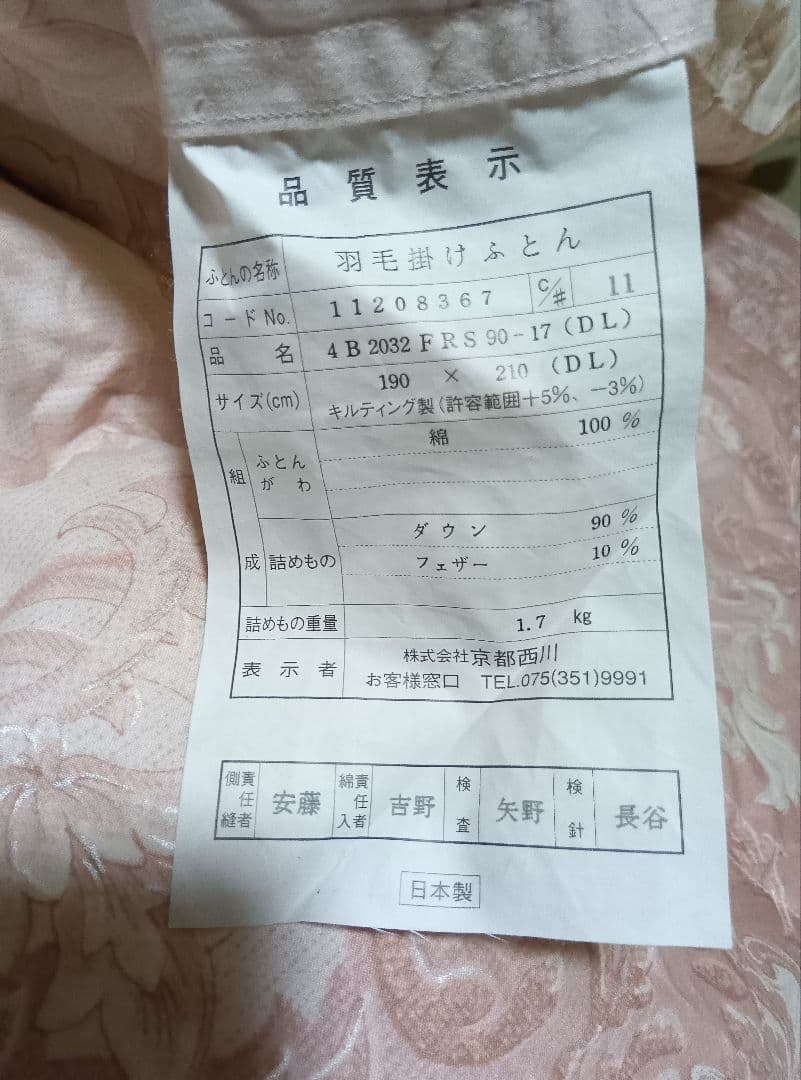 品質表示
ふとんの名称 羽毛掛けふとん
コードNo. 11208367 C/# 11
品名 4B2032FRS90-17(DL)
サイズ(cm) 190 × 210 (DL)
キルティング製(許容範囲+5%、-3%)
組成 ふとんがわ 綿 100%
詰めもの ダウン 90%
フェザー 10%
詰めもの重量 1.7 kg
表示者 株式会社京都西川
お客様窓口 TEL.075(351)9991
側縫責任者 安藤 綿入責任者 吉野 検査 矢野 検針 長谷
日本製